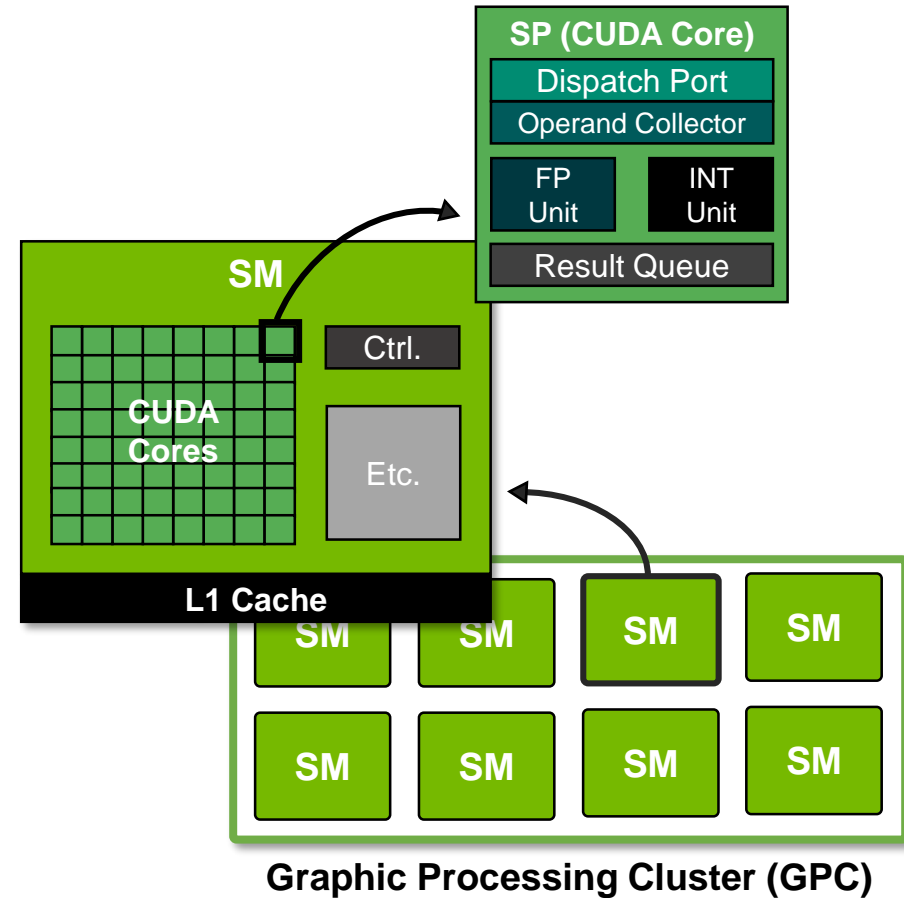 SP (CUDA Core)
Dispatch Port
Operand Collector
FP
Unit
INT
Unit
Result Queue
SM
Ctrl.
CUDA
Cores
Etc.
L1 Cache
SM
SM
SM
SM
SM
SM
SM
SM
Graphic Processing Cluster (GPC)